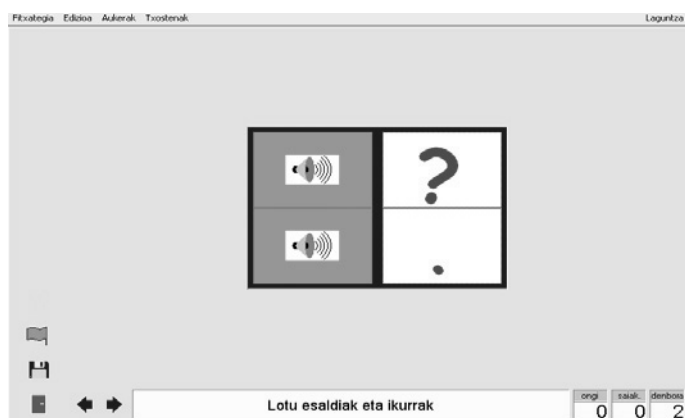 Fitxategia Edizioa Aukerak Txostenak Laguntza
?
.
ongi saiak. denbora
Lotu esaldiak eta ikurrak 0 0 2